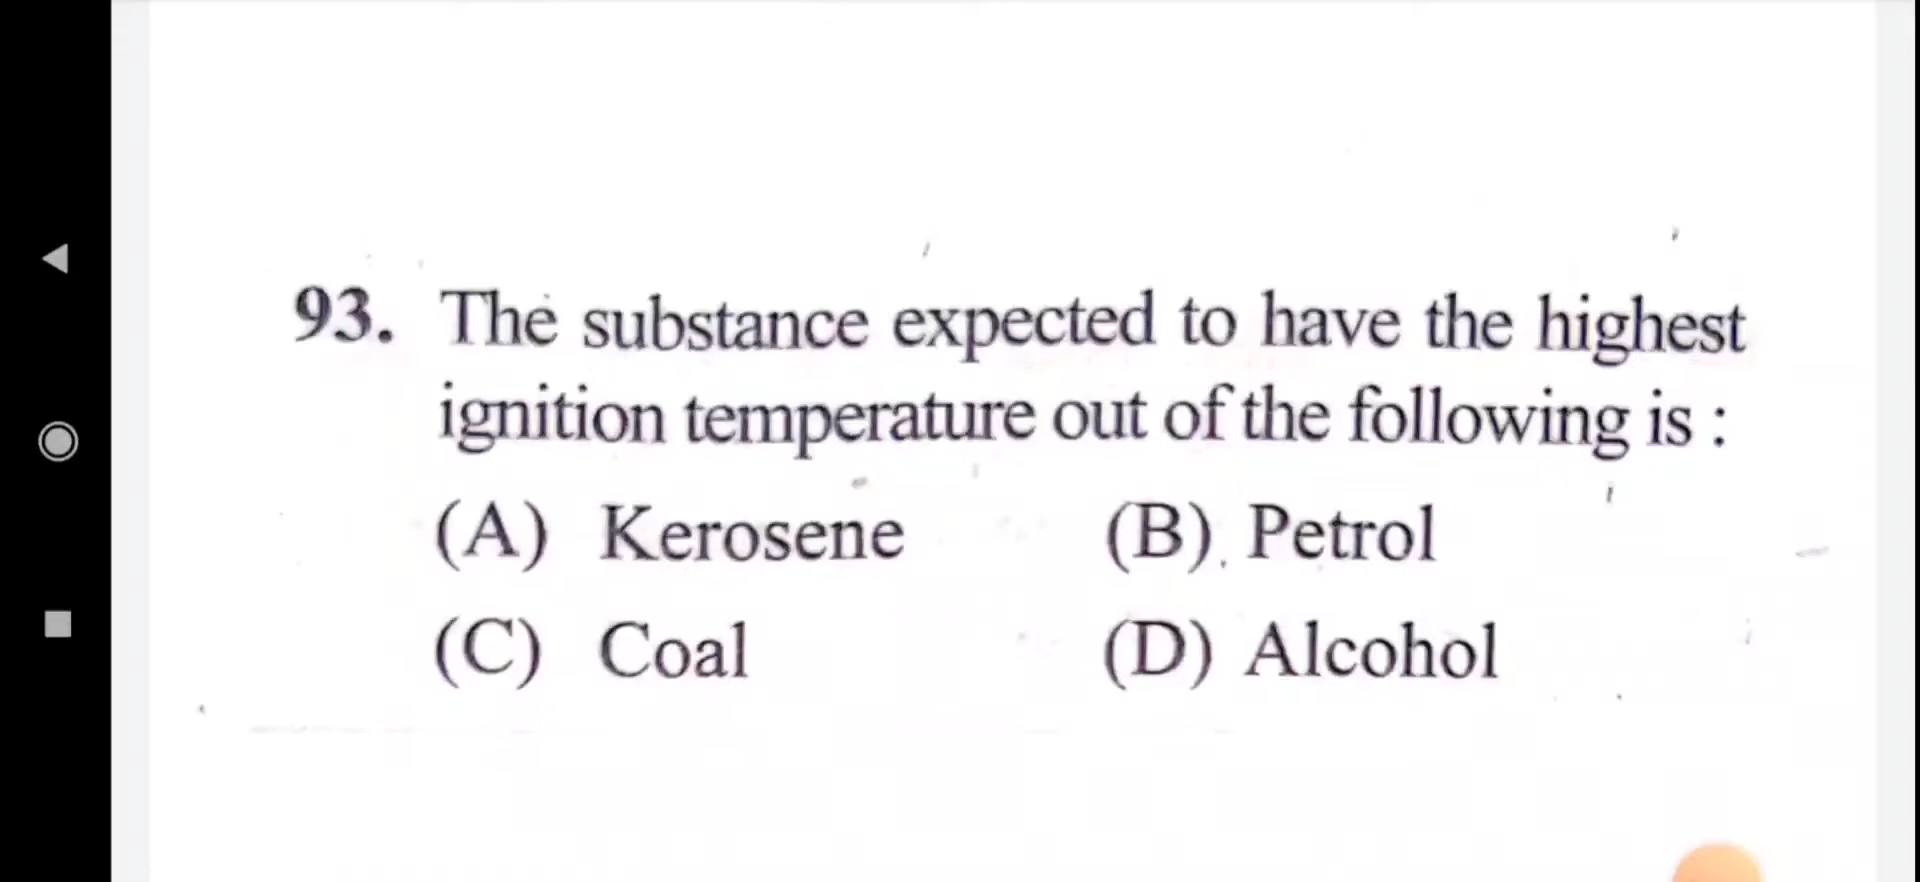 93. The substance expected to have the highest
ignition temperature out of the following is :
(A) Kerosene (B) Petrol
(C) Coal (D) Alcohol